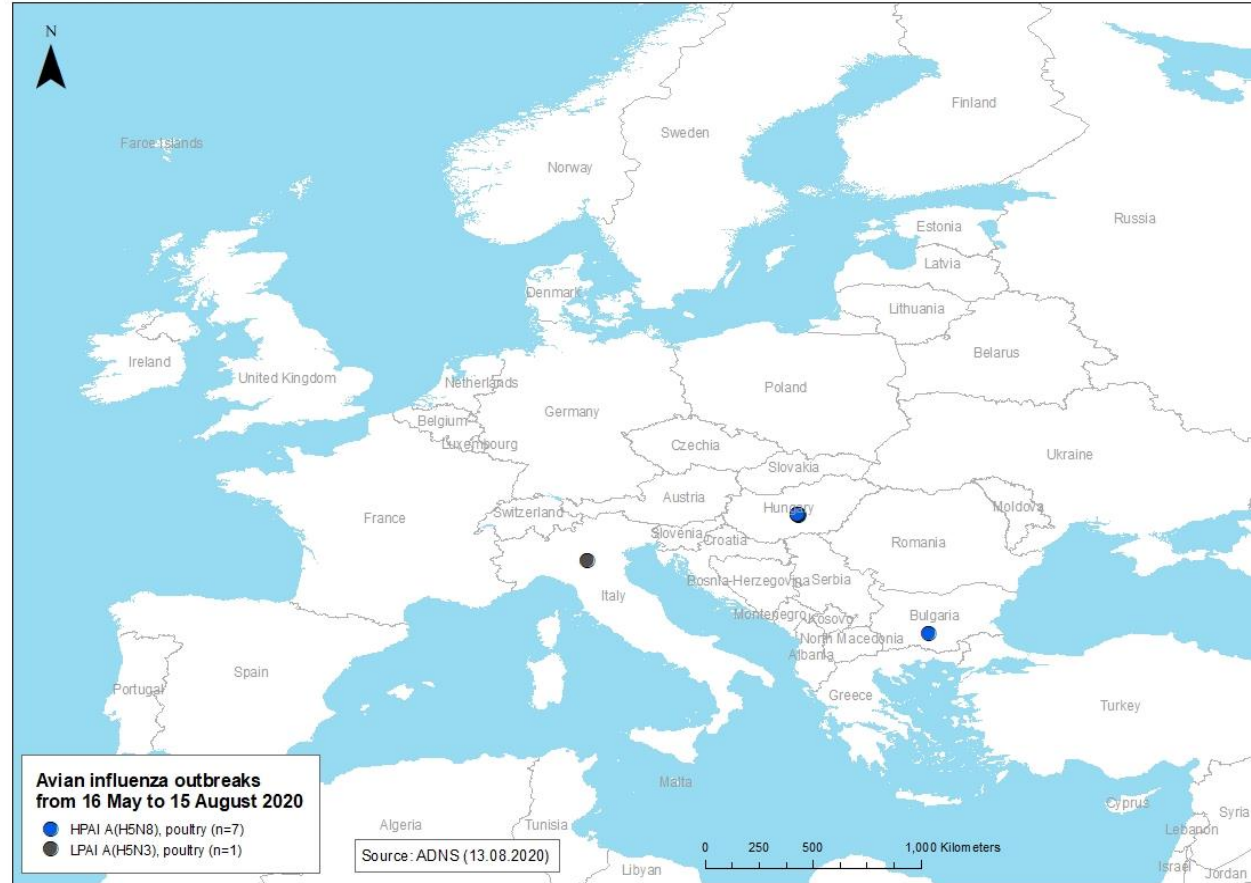 N
Finland
Sweden
Faroe Islands
Norway
Russia
Estonia
Latvia
Denmark
Lithuania
Belarus
Ireland
United Kingdom
Netherlands
Poland
Germany
Belgium
Luxembourg
Czechia
Ukraine
Slovakia
Austria
Hungary
Moldova
Switzerland
France
Slovenia
Croatia
Romania
Bosnia-Herzegovina
Serbia
Italy
Montenegro
Kosovo*
Bulgaria
North Macedonia
Albania
Spain
Portugal
Greece
Turkey
Malta
Cyprus
Syria
Lebanon
Israel
Jordan
Algeria
Tunisia
Libyan
Avian influenza outbreaks
from 16 May to 15 August 2020
HPAI A(H5N8), poultry (n=7)
LPAI A(H5N3), poultry (n=1)
Source: ADNS (13.08.2020)
0 250 500 1,000 Kilometers